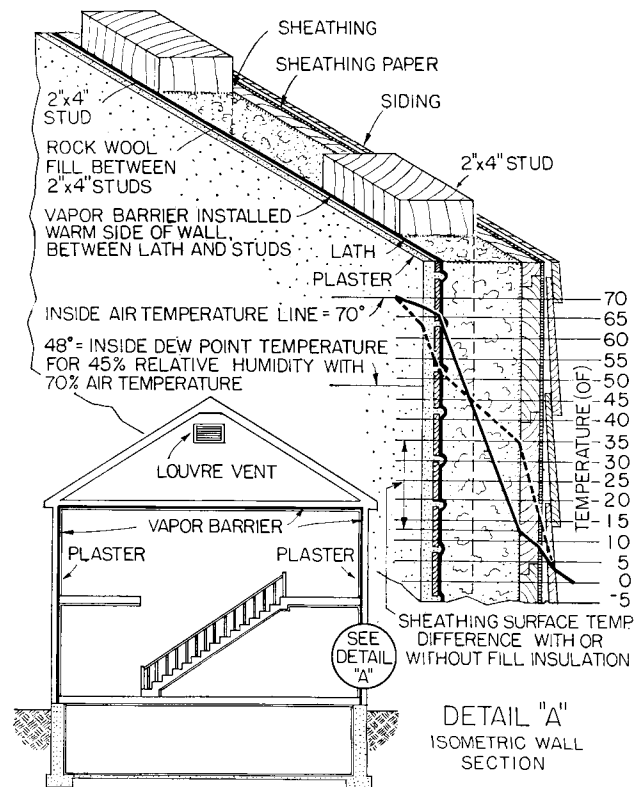 SHEATHING
SHEATHING PAPER
SIDING
2"x4"
STUD
ROCK WOOL
FILL BETWEEN
2"x4"STUDS
2"x4" STUD
VAPOR BARRIER INSTALLED
WARM SIDE OF WALL,
BETWEEN LATH AND STUDS
LATH
PLASTER
INSIDE AIR TEMPERATURE LINE = 70°
48° = INSIDE DEW POINT TEMPERATURE
FOR 45% RELATIVE HUMIDITY WITH
70% AIR TEMPERATURE
70
65
60
55
50
45
40
35
30
25
20
15
10
5
0
-5
TEMPERATURE (OF)
LOUVRE VENT
VAPOR BARRIER
PLASTER
PLASTER
SEE
DETAIL
"A"
SHEATHING SURFACE TEMP.
DIFFERENCE WITH OR
WITHOUT FILL INSULATION
DETAIL "A"
ISOMETRIC WALL
SECTION